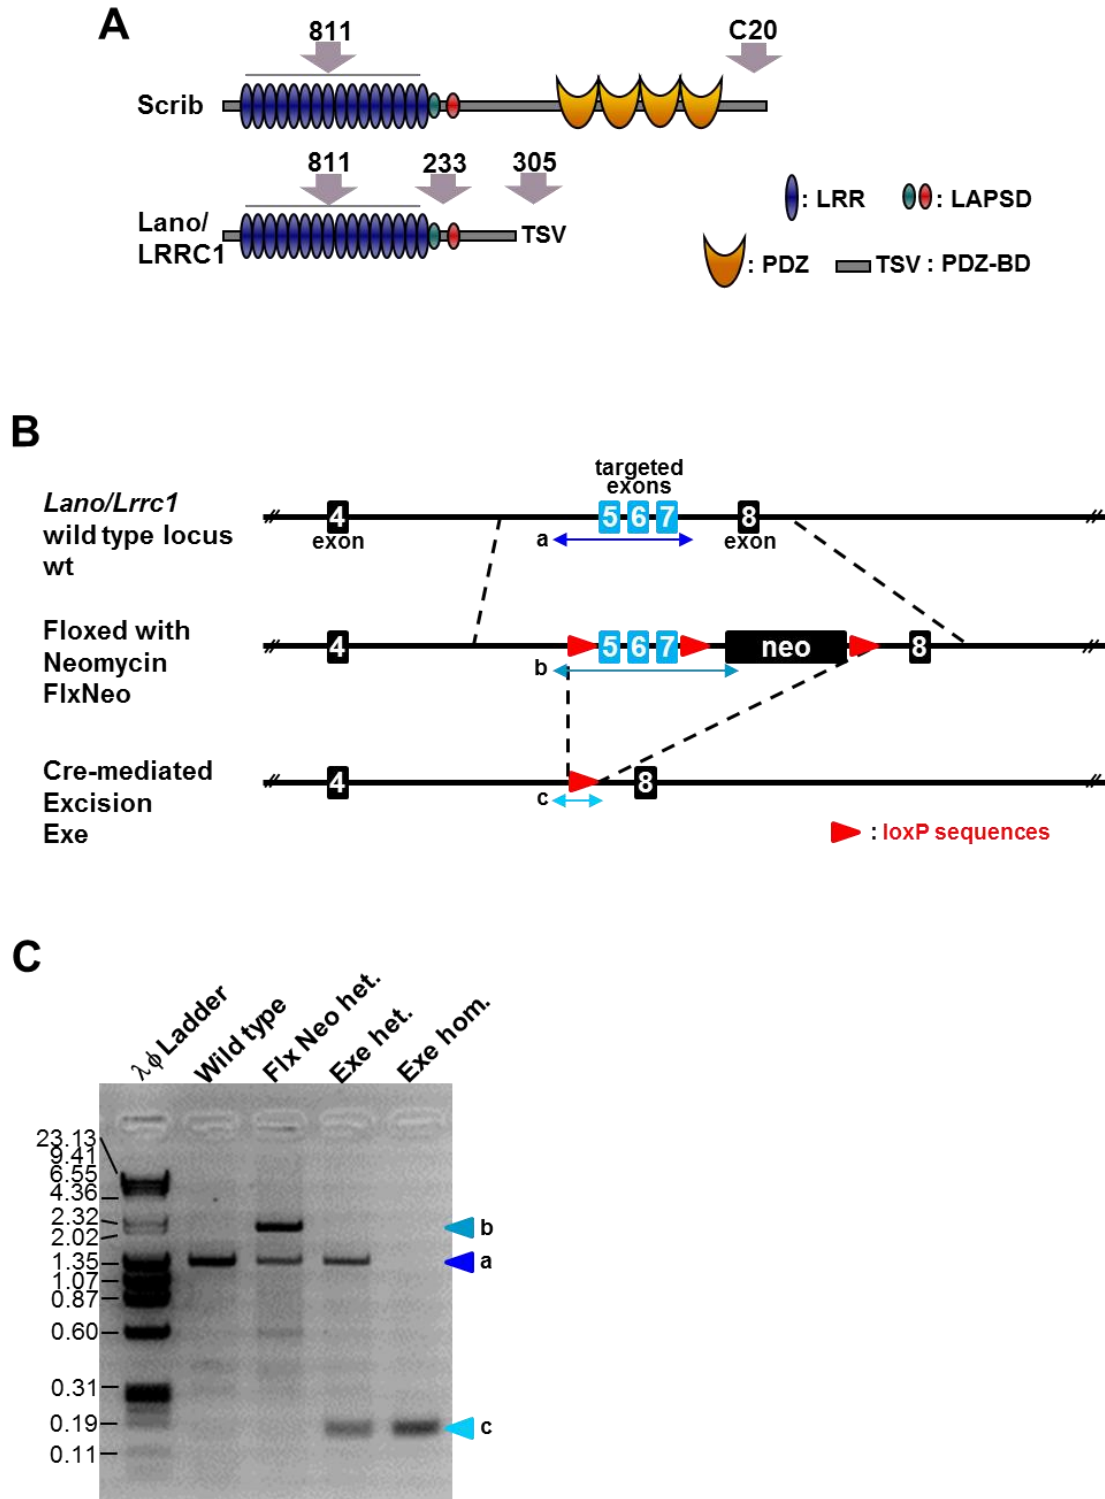 A
811
C20
Scrib
811
233
305
Lano/
LRRC1
TSV
: LRR
: LAPSD
: PDZ
TSV : PDZ-BD
B
targeted
exons
Lano/Lrrc1
wild type locus
wt
4
5
6
7
8
exon
a
exon
Floxed with
Neomycin
FlxNeo
4
5
6
7
neo
8
b
Cre-mediated
Excision
Exe
4
8
c
: loxP sequences
C
λϕ Ladder
Wild type
Flx Neo het.
Exe het.
Exe hom.
23.13
9.41
6.55
4.36
2.32
2.02
1.35
1.07
0.87
0.60
0.31
0.19
0.11
b
a
c